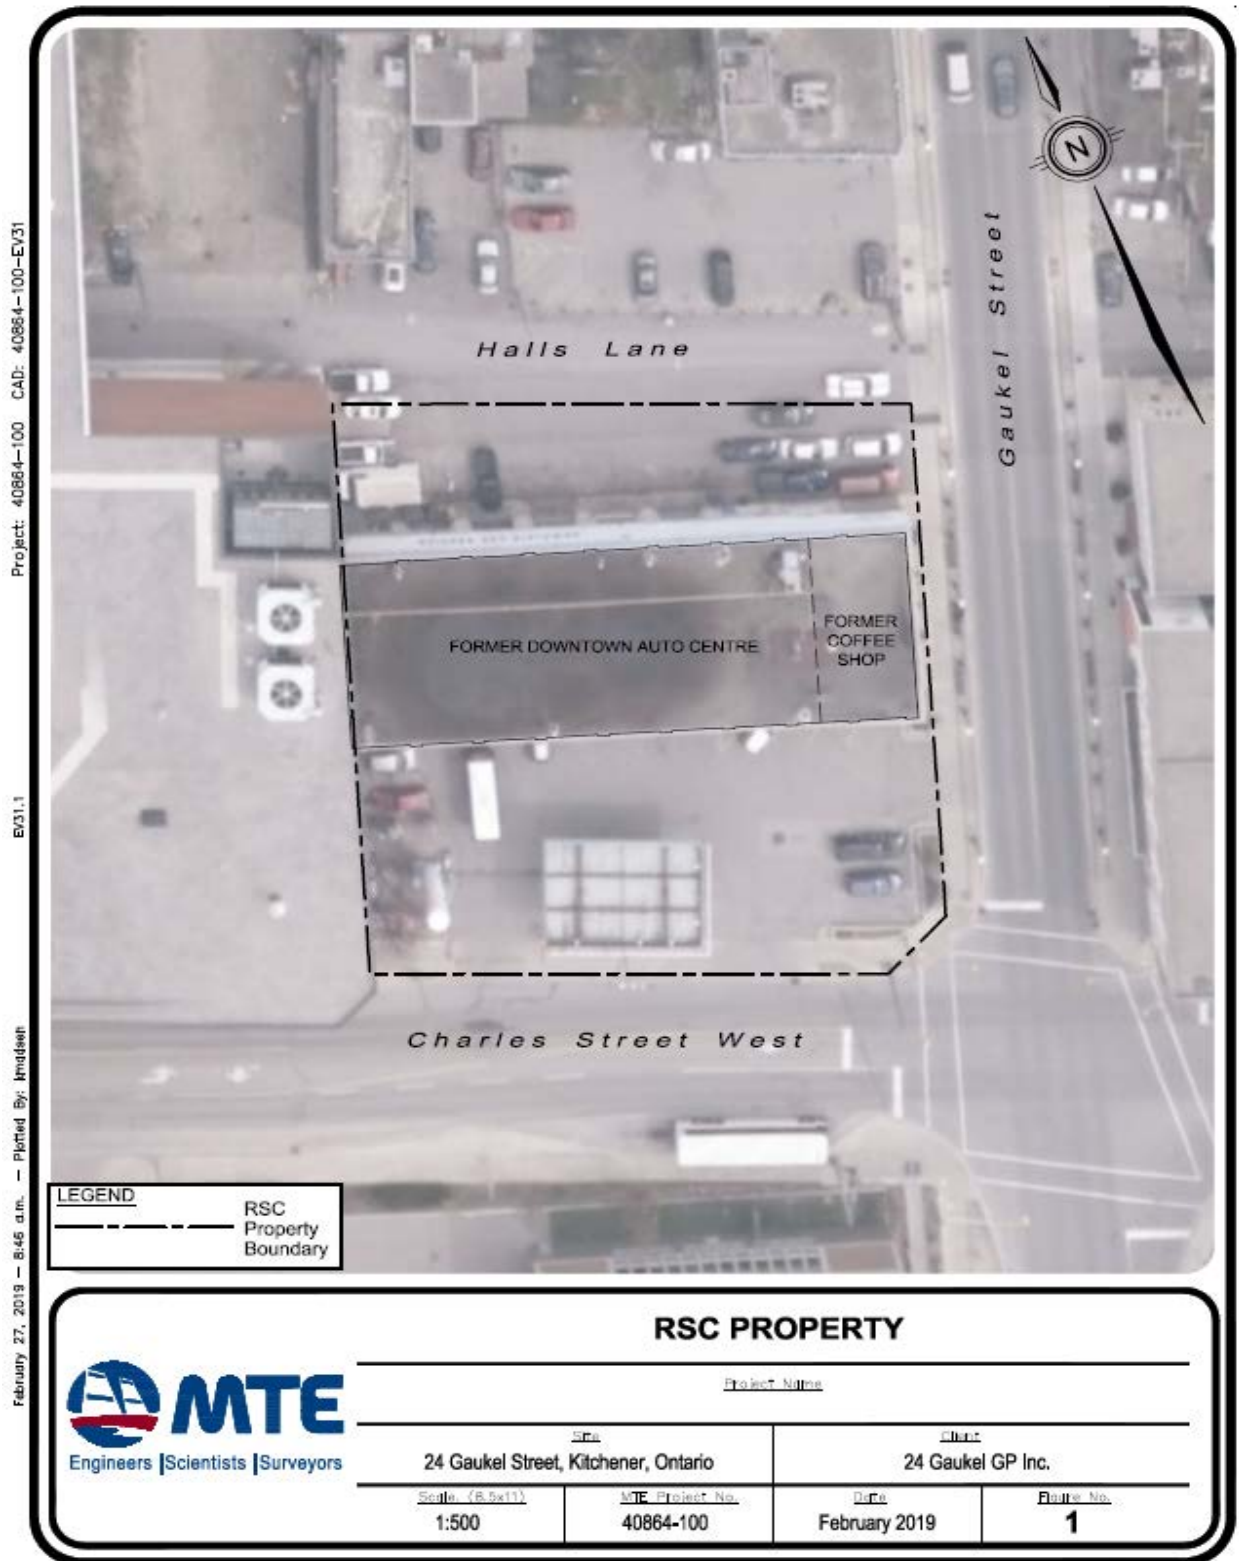 N
Gaukel Street
Halls Lane
FORMER DOWNTOWN AUTO CENTRE
FORMER
COFFEE
SHOP
Charles Street West
LEGEND
RSC
Property
Boundary
Project: 40864-100 CAD: 40864-100-EV31
EV31.1
February 27, 2019 - 8:46 a.m. - Plotted By: kmadsen
RSC PROPERTY
Project Name
MTE
Engineers |Scientists |Surveyors
Site
24 Gaukel Street, Kitchener, Ontario
Client
24 Gaukel GP Inc.
Scale. (8.5x11)
1:500
MTE Project No.
40864-100
Date
February 2019
Figure No.
1